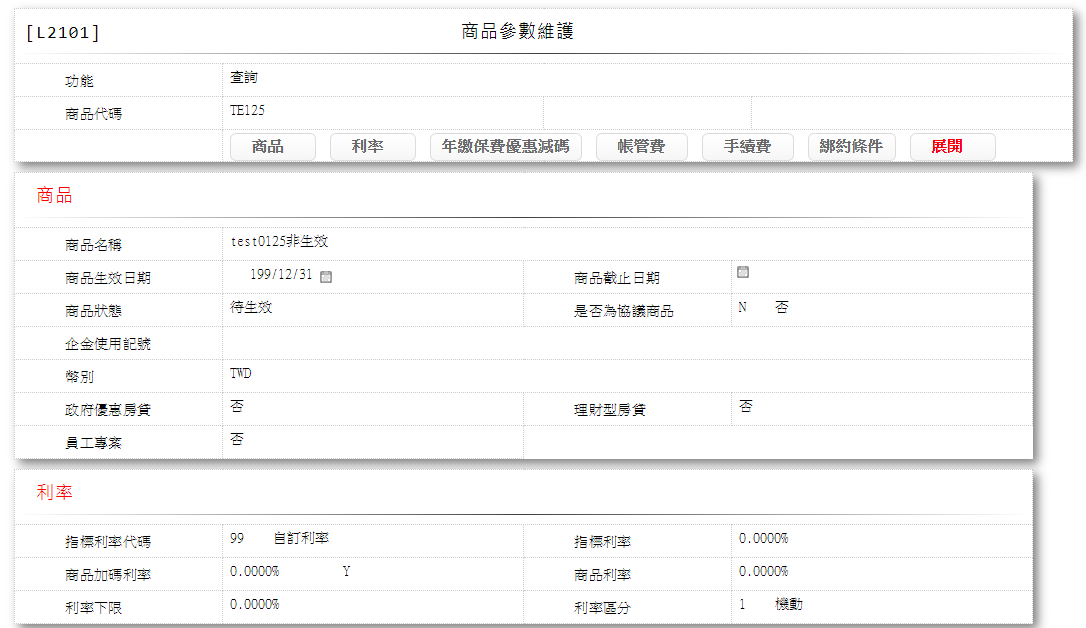 [L2101] 商品參數維護
功能 查詢
商品代碼 TE125
商品 利率 年繳保費優惠減碼 帳管費 手續費 綁約條件 展開
商品
商品名稱 test0125非生效
商品生效日期 199/12/31 商品截止日期
商品狀態 待生效 是否為協議商品 N 否
企金使用記號
幣別 TWD
政府優惠房貸 否 理財型房貸 否
員工專案 否
利率
指標利率代碼 99 自訂利率 指標利率 0.0000%
商品加碼利率 0.0000% Y 商品利率 0.0000%
利率下限 0.0000% 利率區分 1 機動